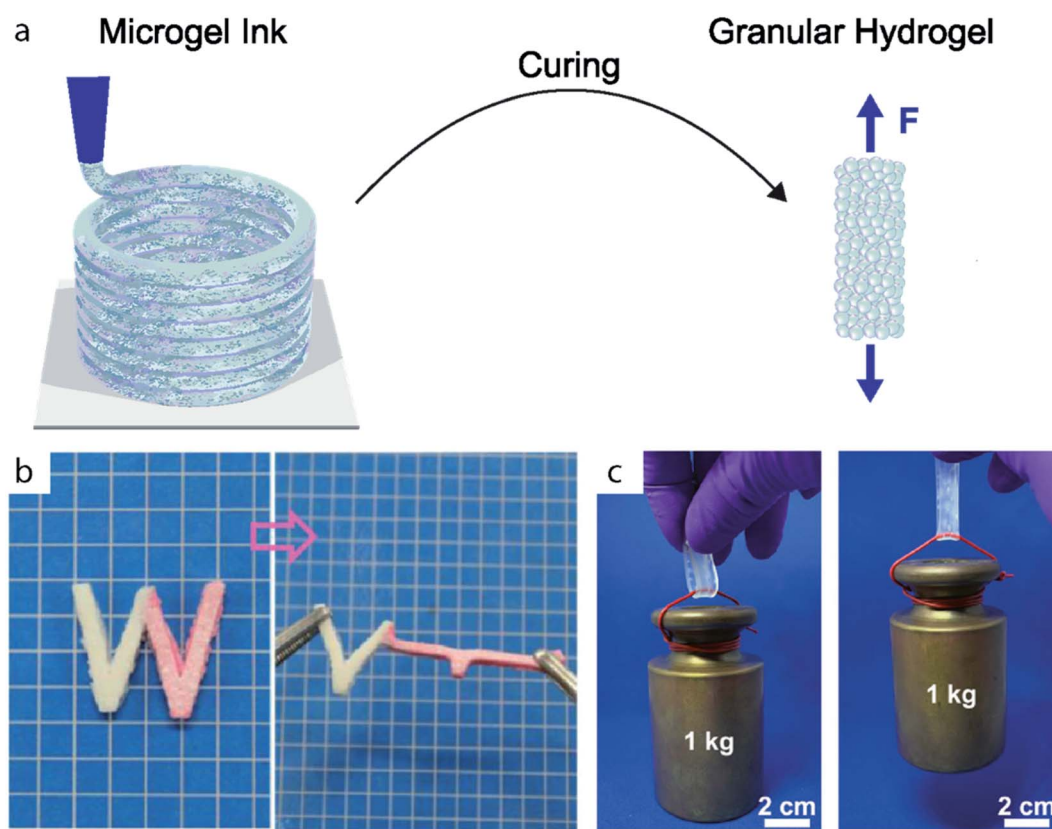 a
Microgel Ink
Curing
Granular Hydrogel
F
b
c
1 kg
2 cm
1 kg
2 cm